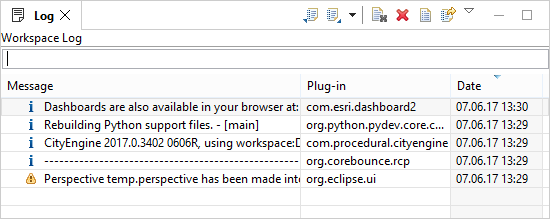 Log
Workspace Log
Message Plug-in Date
Dashboards are also available in your browser at: com.esri.dashboard2 07.06.17 13:30
Rebuilding Python support files. - [main] org.python.pydev.core.c... 07.06.17 13:29
CityEngine 2017.0.3402 0606R, using workspace:D com.procedural.cityengine 07.06.17 13:29
------------------------------------------------ org.corebounce.rcp 07.06.17 13:29
Perspective temp.perspective has been made into org.eclipse.ui 07.06.17 13:29